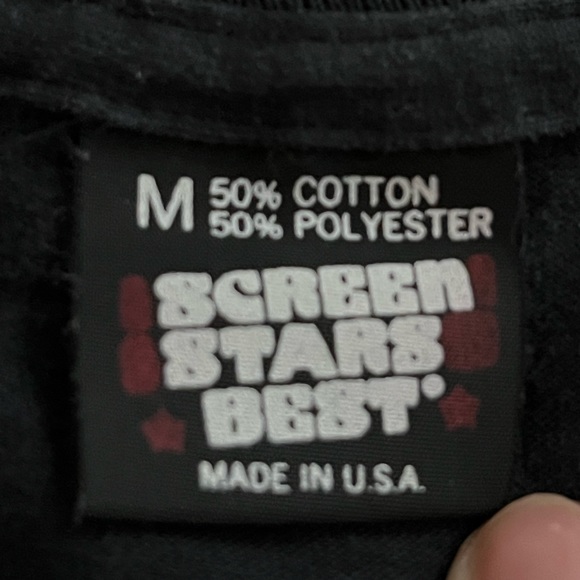 M 50% COTTON
50% POLYESTER
SCREEN
STARS
BEST®
MADE IN U.S.A.